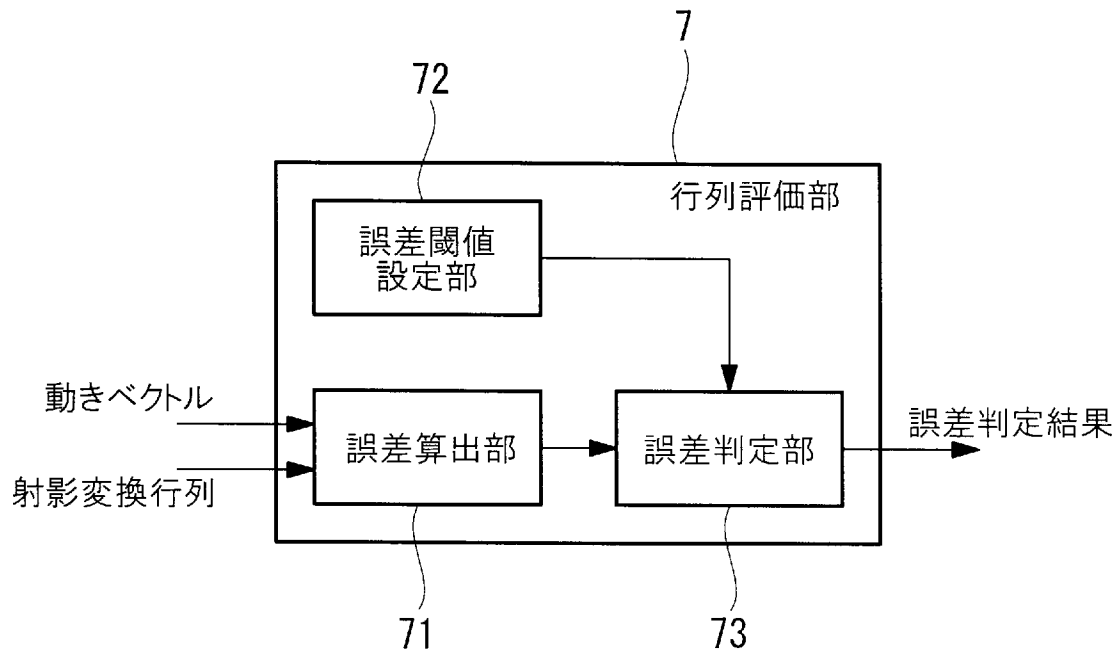 7
72
行列評価部
誤差閾値
設定部
動きベクトル
誤差算出部
誤差判定部
誤差判定結果
射影変換行列
71
73